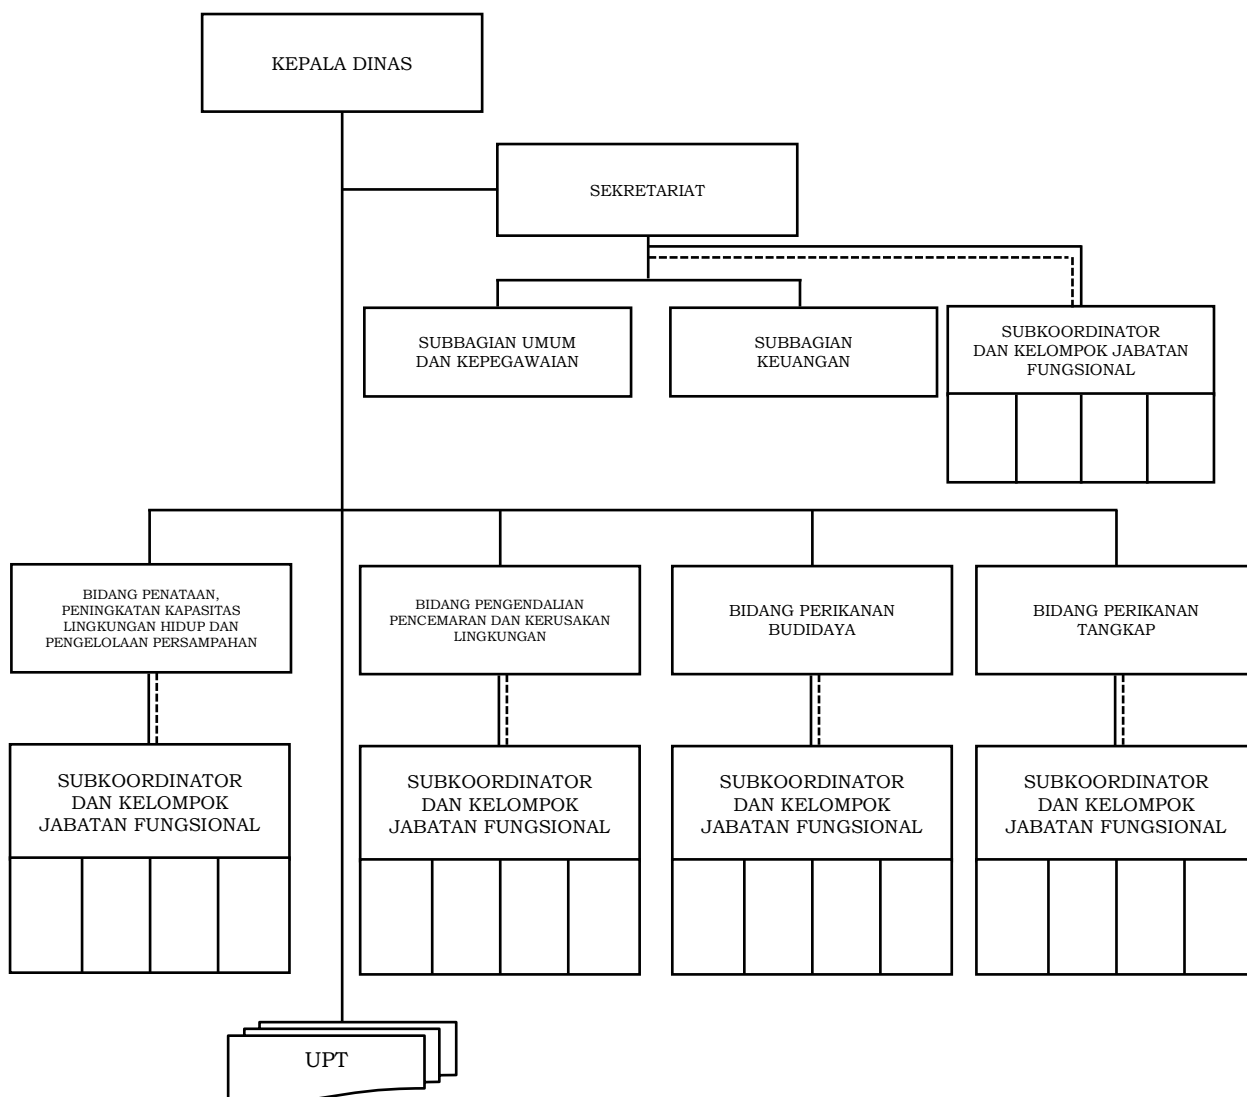 KEPALA DINAS
SEKRETARIAT
SUBBAGIAN UMUM
DAN KEPEGAWAIAN
SUBBAGIAN
KEUANGAN
SUBKOORDINATOR
DAN KELOMPOK JABATAN
FUNGSIONAL
BIDANG PENATAAN,
PENINGKATAN KAPASITAS
LINGKUNGAN HIDUP DAN
PENGELOLAAN PERSAMPAHAN
BIDANG PENGENDALIAN
PENCEMARAN DAN KERUSAKAN
LINGKUNGAN
BIDANG PERIKANAN
BUDIDAYA
BIDANG PERIKANAN
TANGKAP
SUBKOORDINATOR
DAN KELOMPOK
JABATAN FUNGSIONAL
SUBKOORDINATOR
DAN KELOMPOK
JABATAN FUNGSIONAL
SUBKOORDINATOR
DAN KELOMPOK
JABATAN FUNGSIONAL
SUBKOORDINATOR
DAN KELOMPOK
JABATAN FUNGSIONAL
UPT